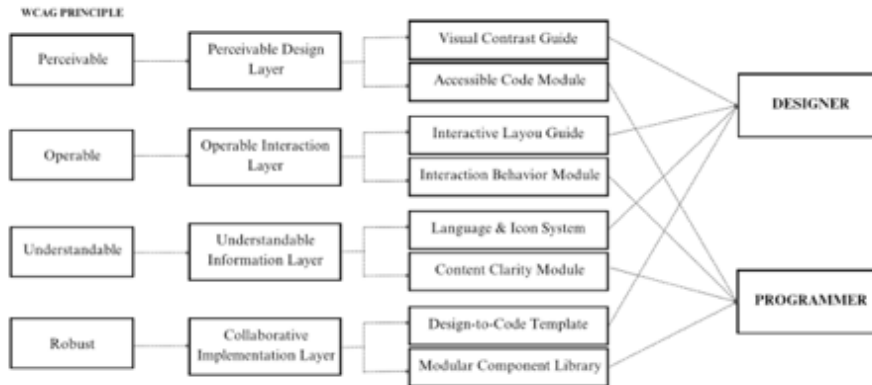 WCAG PRINCIPLE
Perceivable
Perceivable Design
Layer
Visual Contrast Guide
Accessible Code Module
DESIGNER
Operable
Operable Interaction
Layer
Interactive Layou Guide
Interaction Behavior Module
Understandable
Understandable
Information Layer
Language & Icon System
Content Clarity Module
PROGRAMMER
Robust
Collaborative
Implementation Layer
Design-to-Code Template
Modular Component Library